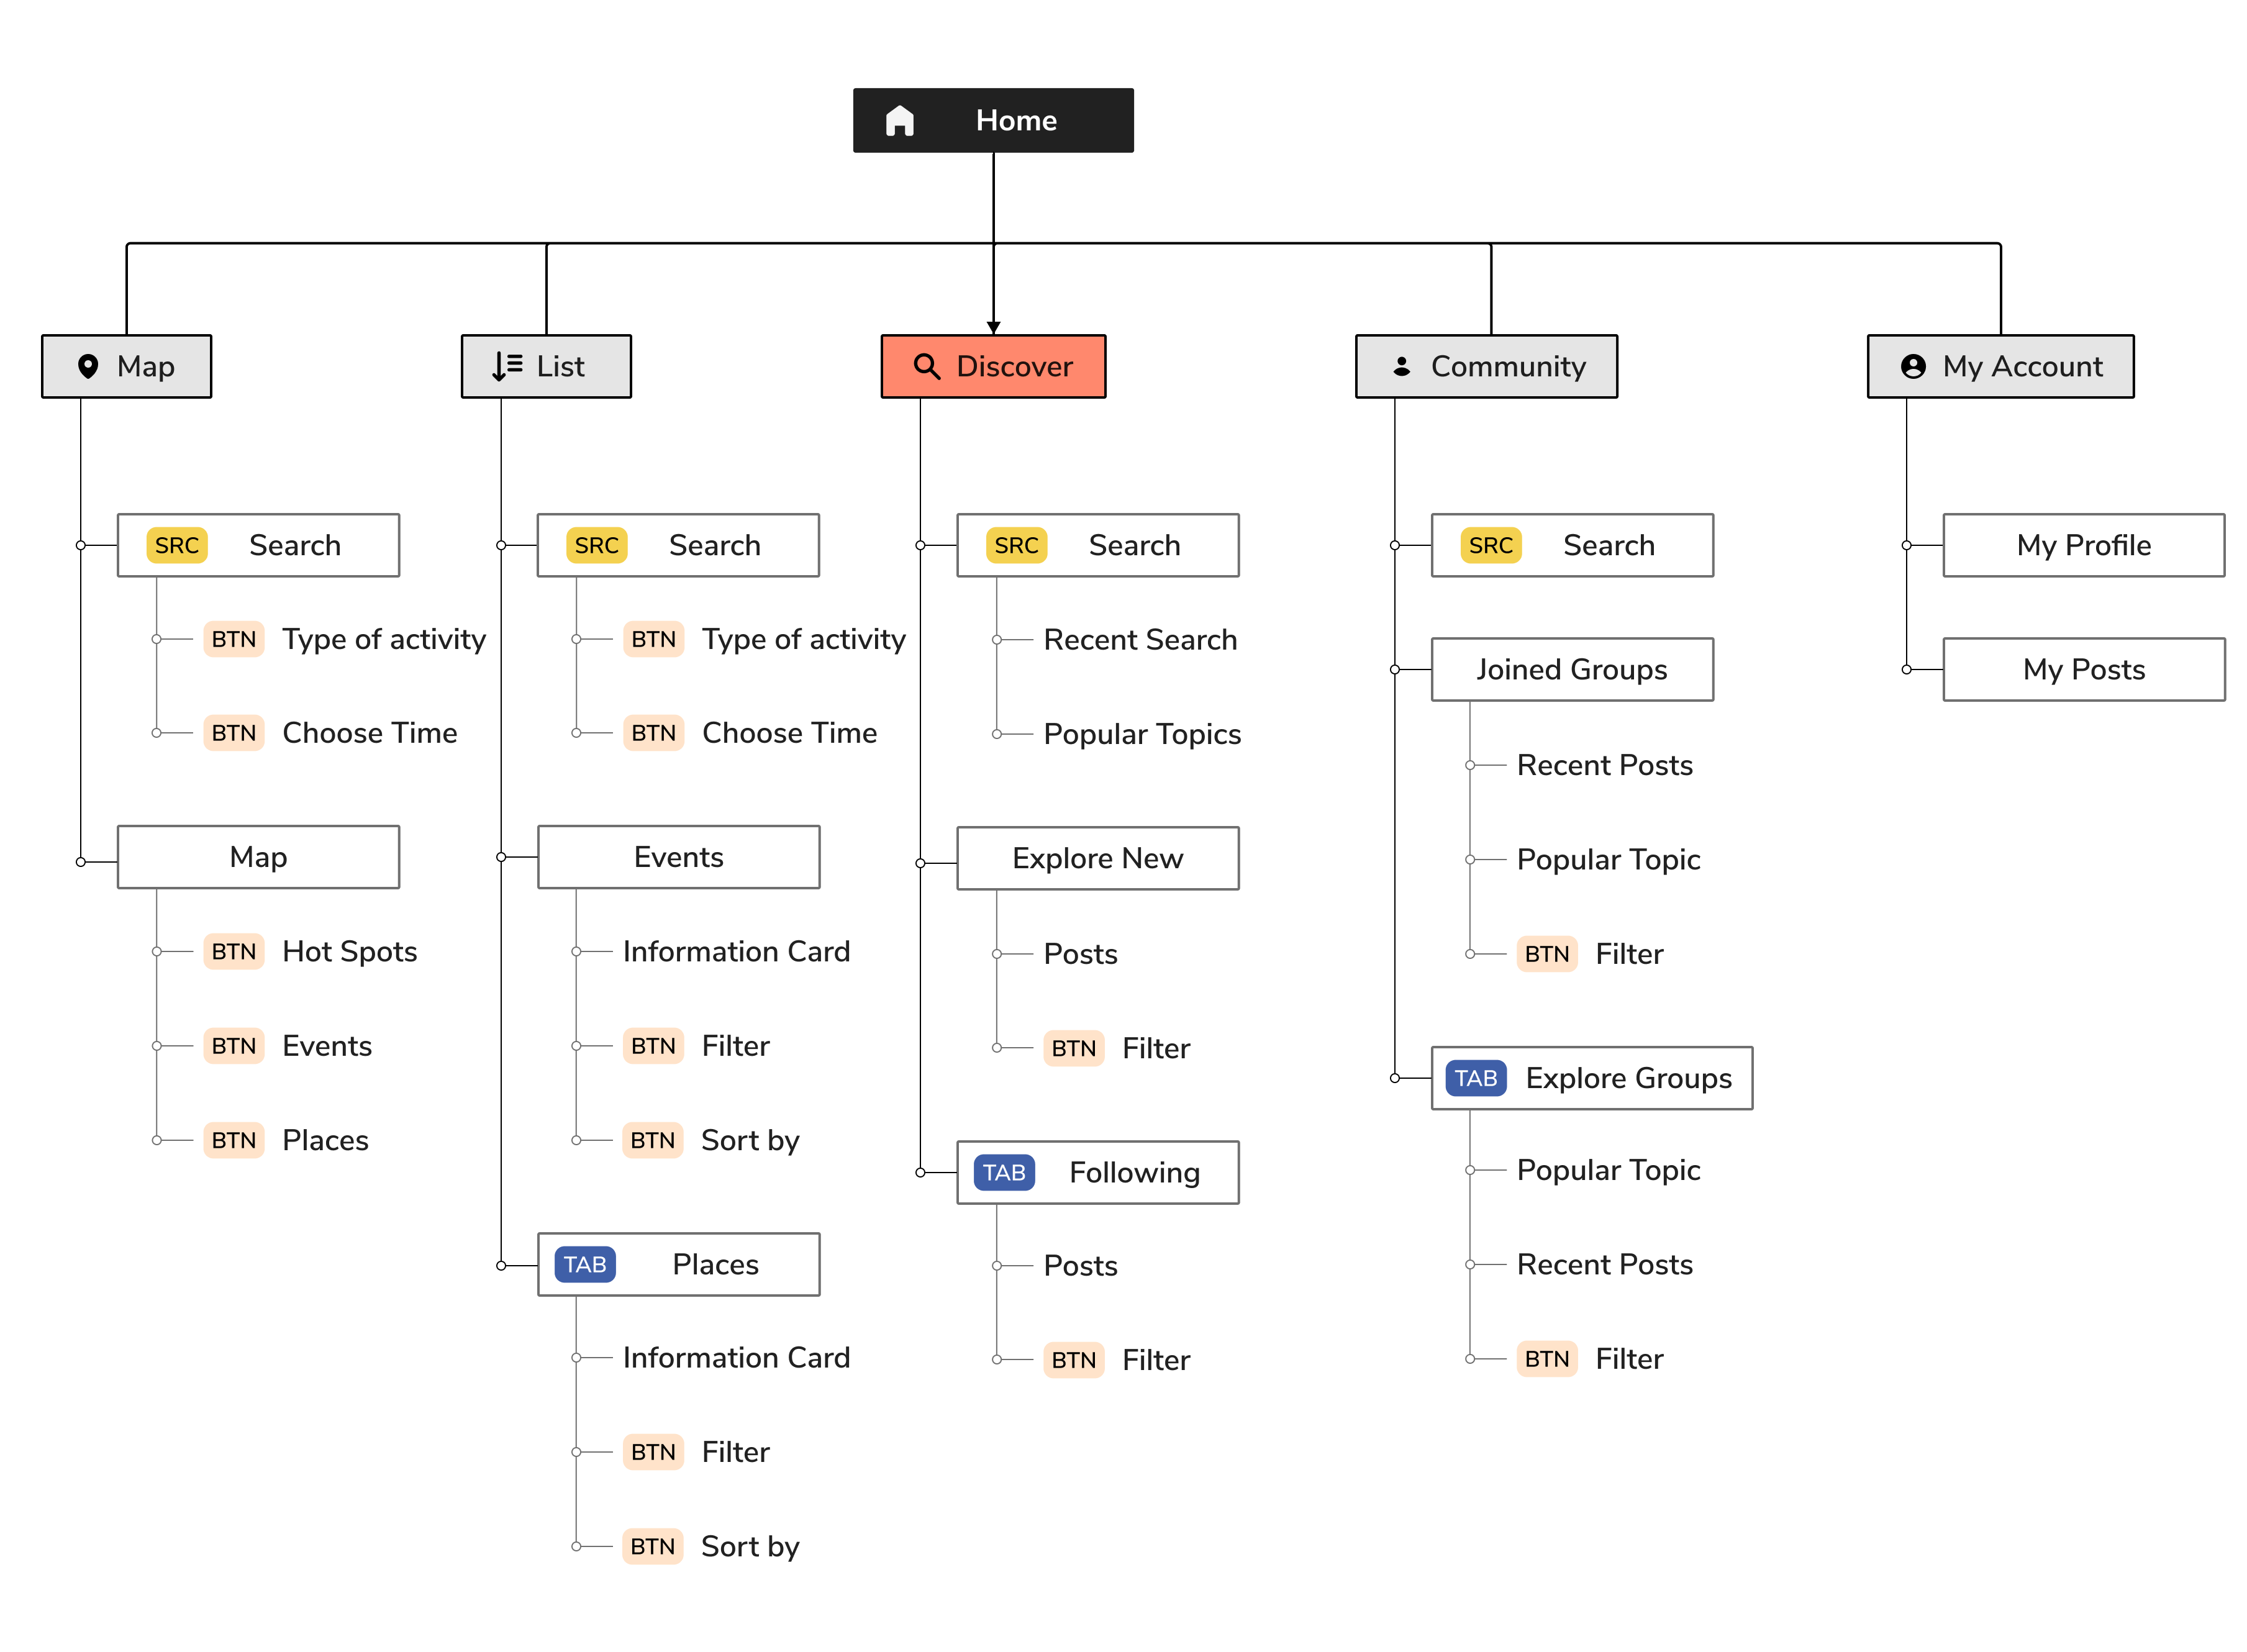 Home
Map
List
Discover
Community
My Account
SRC Search
BTN Type of activity
BTN Choose Time
Map
BTN Hot Spots
BTN Events
BTN Places
SRC Search
BTN Type of activity
BTN Choose Time
Events
Information Card
BTN Filter
BTN Sort by
TAB Places
Information Card
BTN Filter
BTN Sort by
SRC Search
Recent Search
Popular Topics
Explore New
Posts
BTN Filter
TAB Following
Posts
BTN Filter
SRC Search
Joined Groups
Recent Posts
Popular Topic
BTN Filter
TAB Explore Groups
Popular Topic
Recent Posts
BTN Filter
My Profile
My Posts